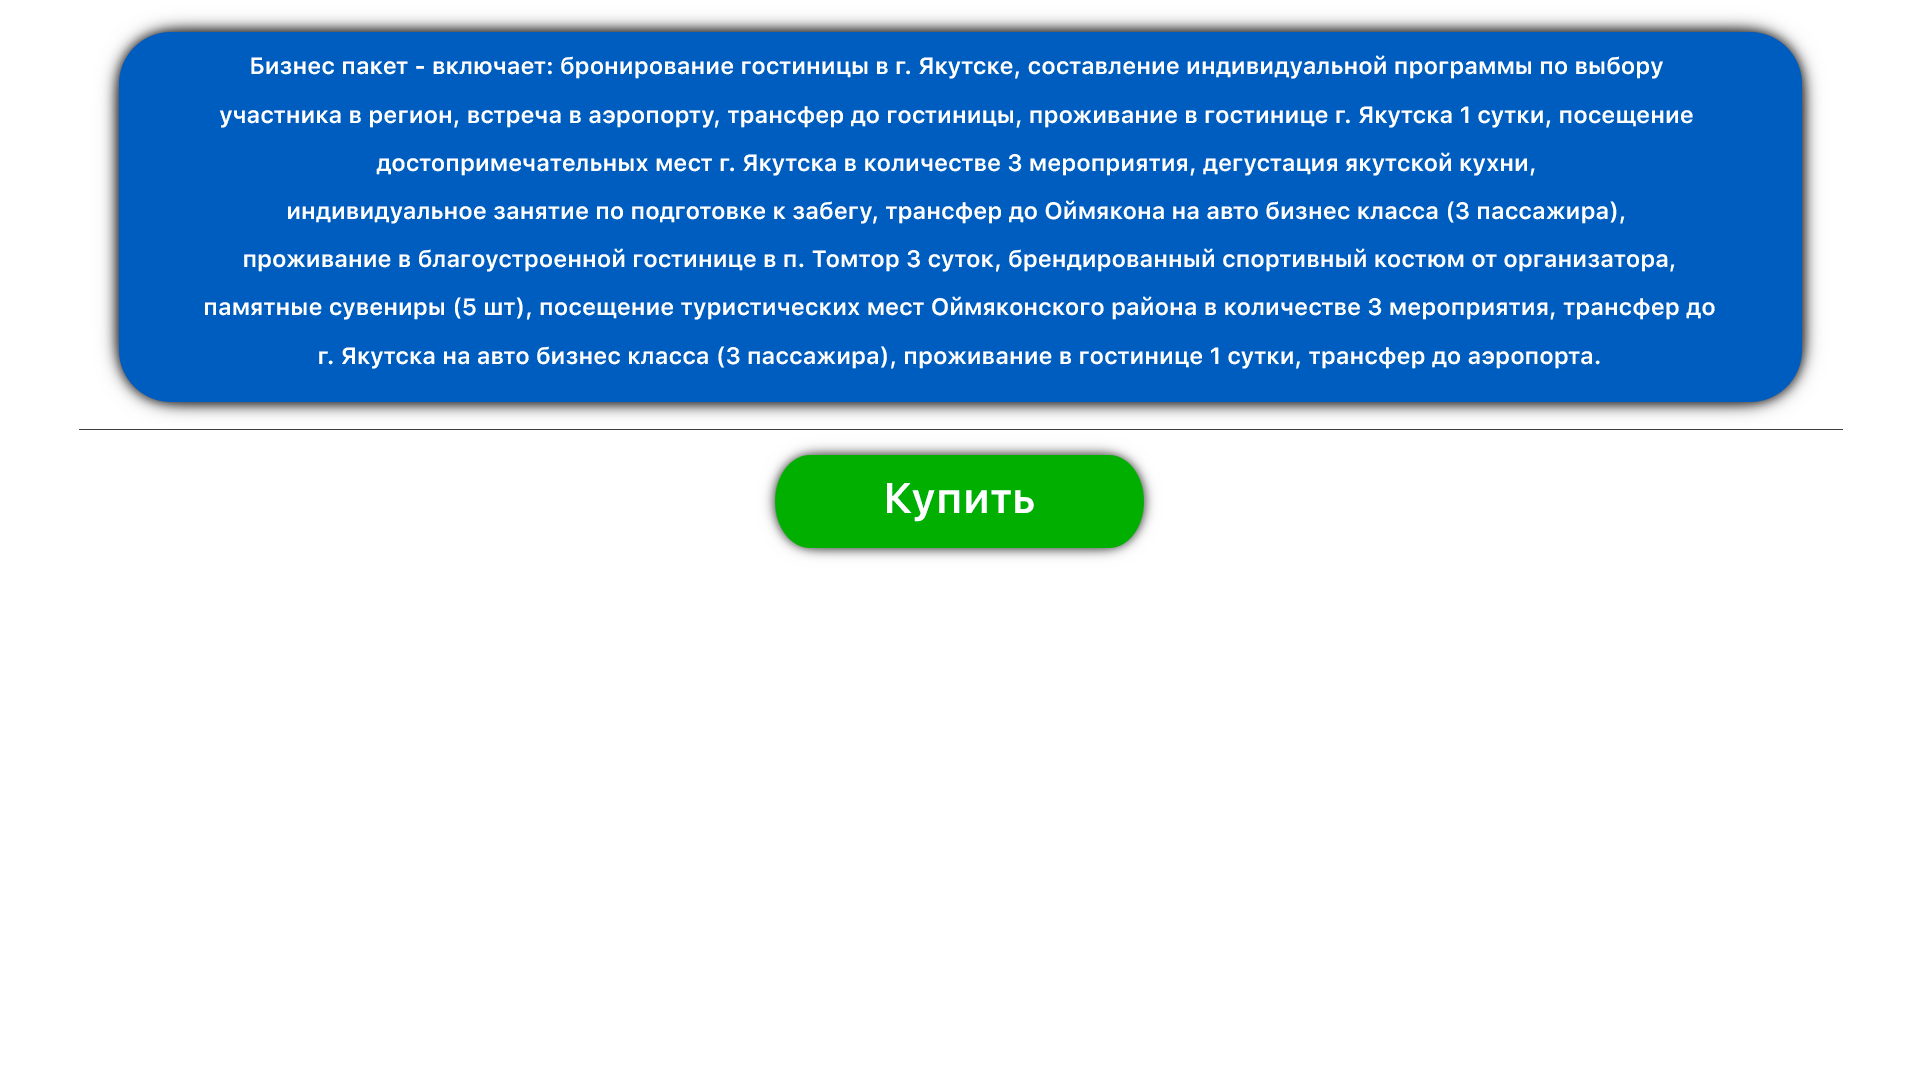 Бизнес пакет - включает: бронирование гостиницы в г. Якутске, составление индивидуальной программы по выбору
участника в регион, встреча в аэропорту, трансфер до гостиницы, проживание в гостинице г. Якутска 1 сутки, посещение
достопримечательных мест г. Якутска в количестве 3 мероприятия, дегустация якутской кухни,
индивидуальное занятие по подготовке к забегу, трансфер до Оймякона на авто бизнес класса (3 пассажира),
проживание в благоустроенной гостинице в п. Томтор 3 суток, брендированный спортивный костюм от организатора,
памятные сувениры (5 шт), посещение туристических мест Оймяконского района в количестве 3 мероприятия, трансфер до
г. Якутска на авто бизнес класса (3 пассажира), проживание в гостинице 1 сутки, трансфер до аэропорта.
Купить